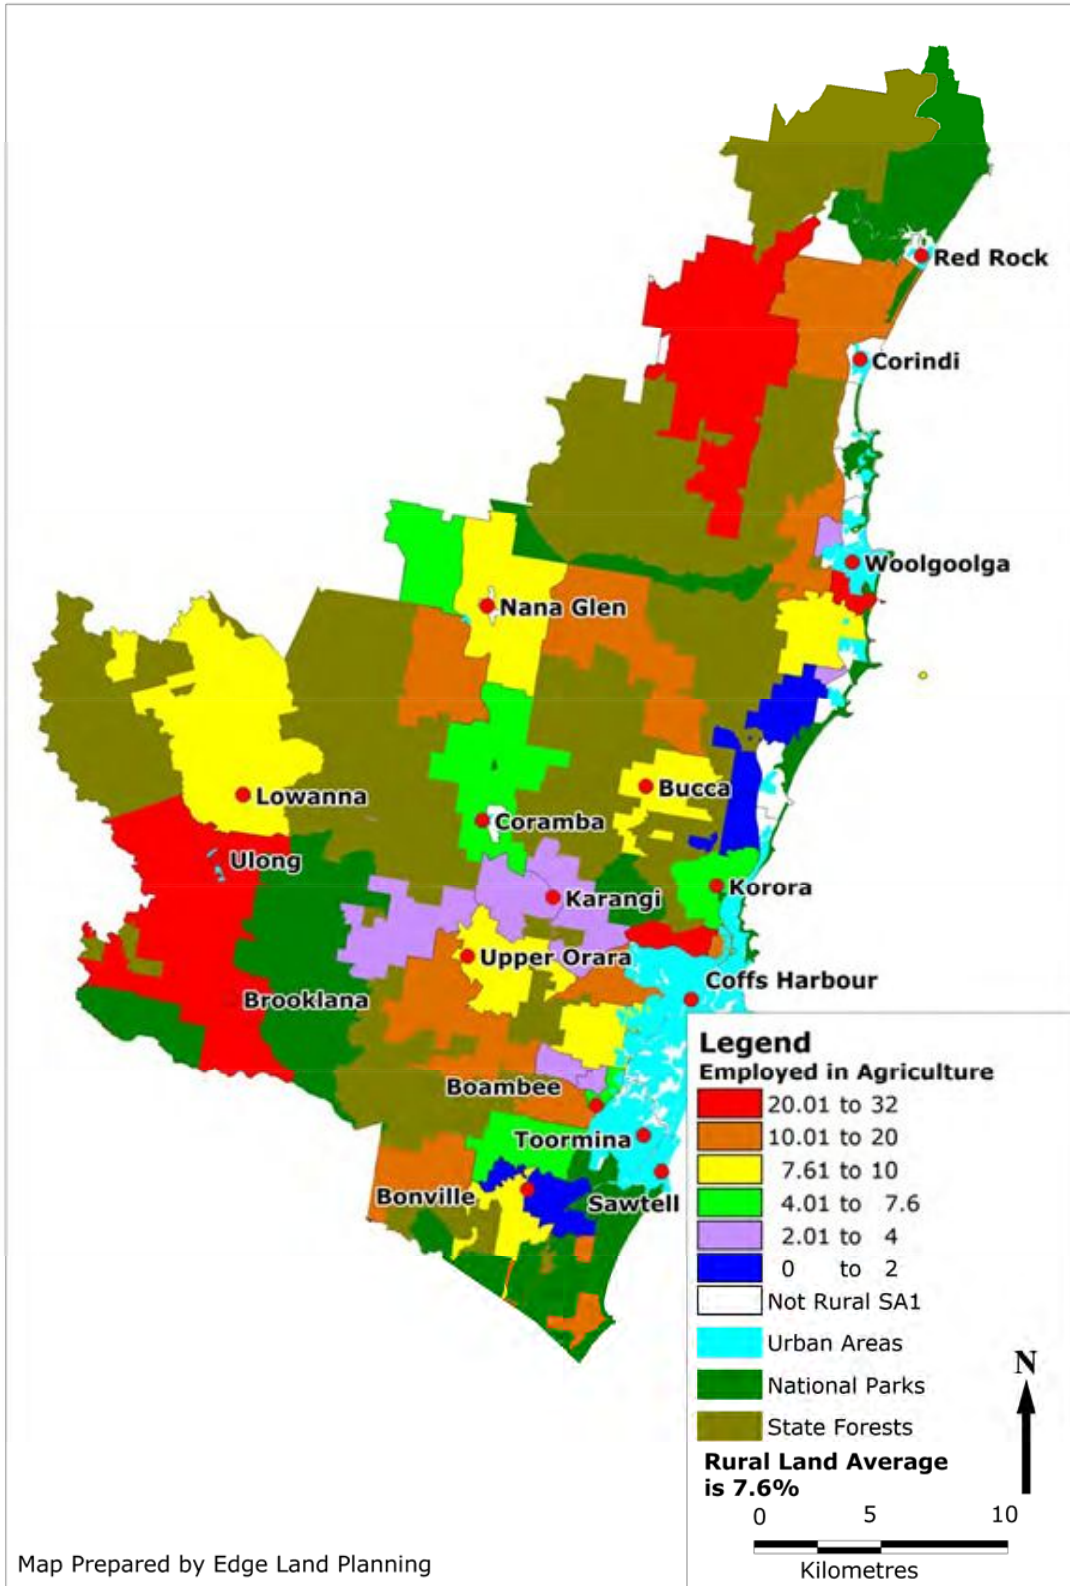 Red Rock
Corindi
Woolgoolga
Nana Glen
Bucca
Lowanna
Coramba
Ulong
Korora
Karangi
Upper Orara
Coffs Harbour
Brooklana
Boambee
Toormina
Bonville
Sawtell
Legend
Employed in Agriculture
20.01 to 32
10.01 to 20
7.61 to 10
4.01 to 7.6
2.01 to 4
0 to 2
Not Rural SA1
Urban Areas
National Parks
State Forests
N
Rural Land Average
is 7.6%
0 5 10
Kilometres
Map Prepared by Edge Land Planning